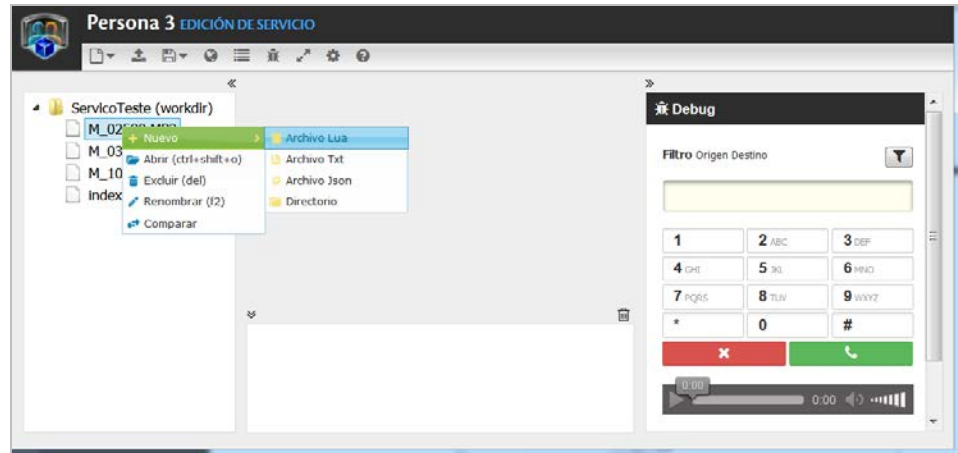 Persona 3 EDICIÓN DE SERVICIO
ServicoTeste (workdir)
M_03
M_10
index
Nuevo
Abrir (ctrl+shift+o)
Excluir (del)
Renombrar (f2)
Comparar
Archivo Lua
Archivo Txt
Archivo Json
Directorio
Debug
Filtro Origen Destino
1 2 ABC 3 DEF
4 GHI 5 JKL 6 MNO
7 PQRS 8 TUV 9 WXYZ
* 0 #
0:00
0:00